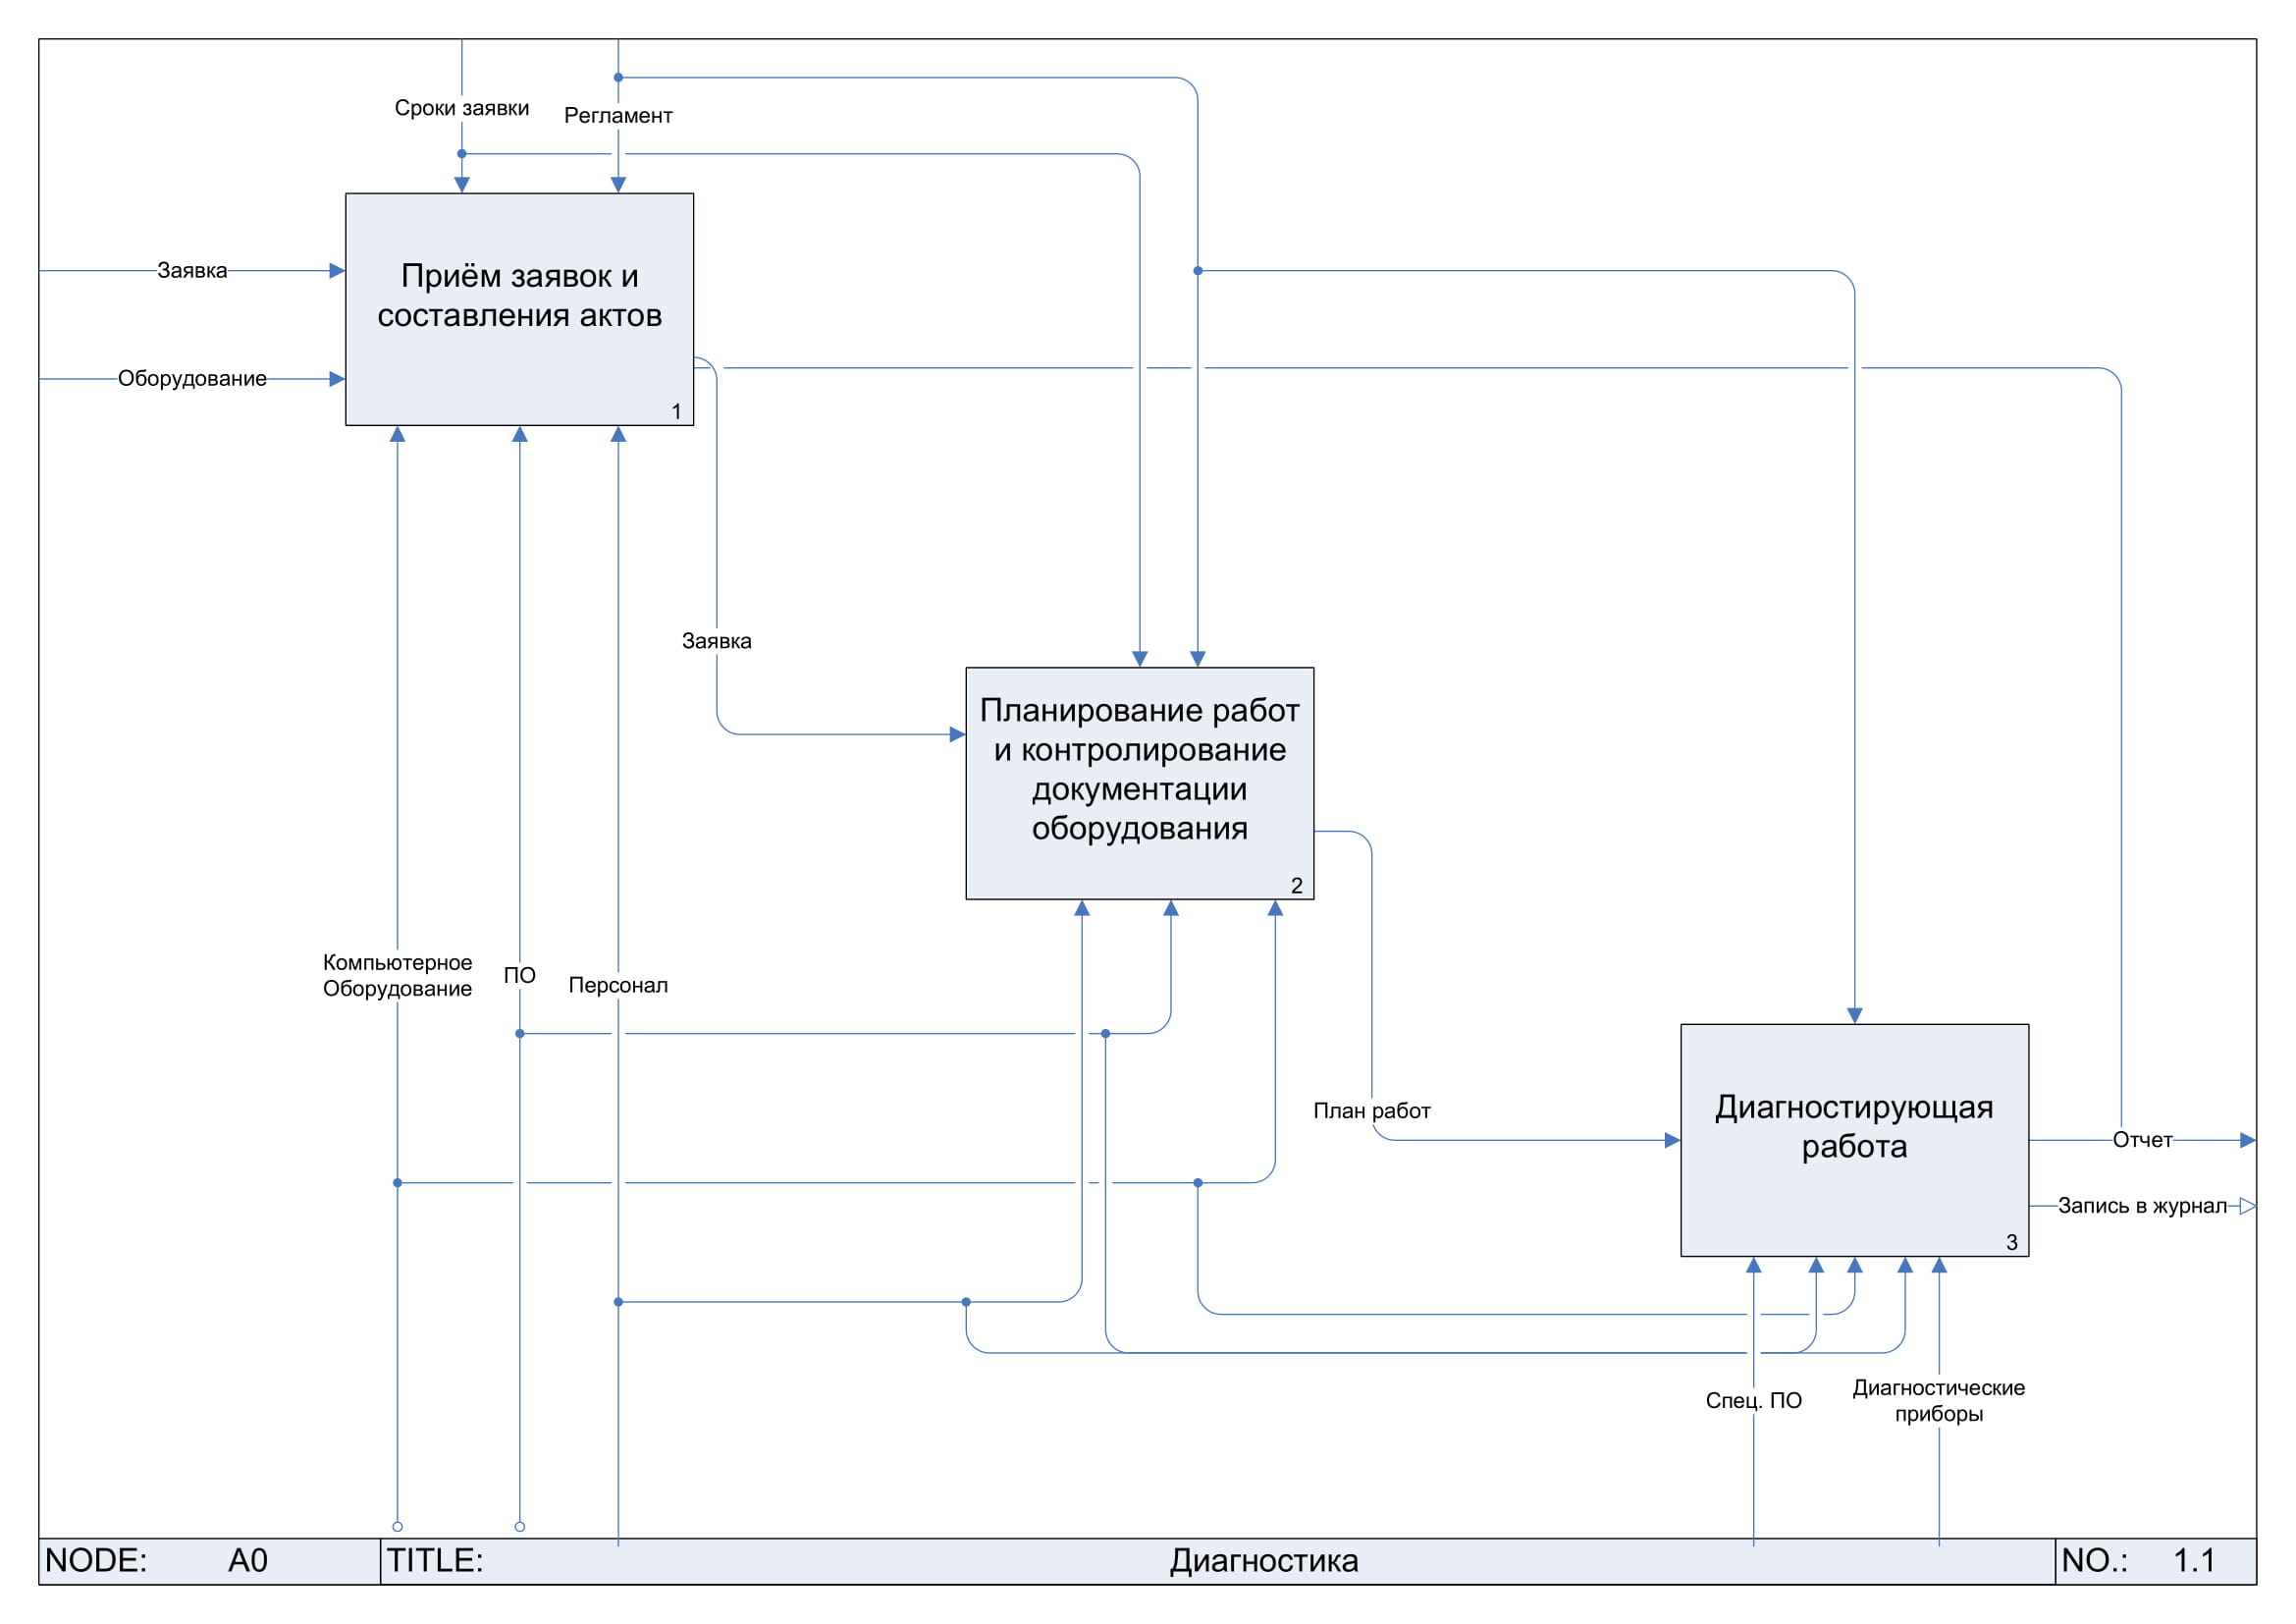 Сроки заявки
Регламент
Заявка
Приём заявок и
составления актов
Оборудование
1
Заявка
Планирование работ
и контролирование
документации
оборудования
2
Компьютерное
Оборудование
ПО
Персонал
План работ
Диагностирующая
работа
Отчет
Запись в журнал
3
Спец. ПО
Диагностические
приборы
NODE: A0 TITLE: Диагностика NO.: 1.1